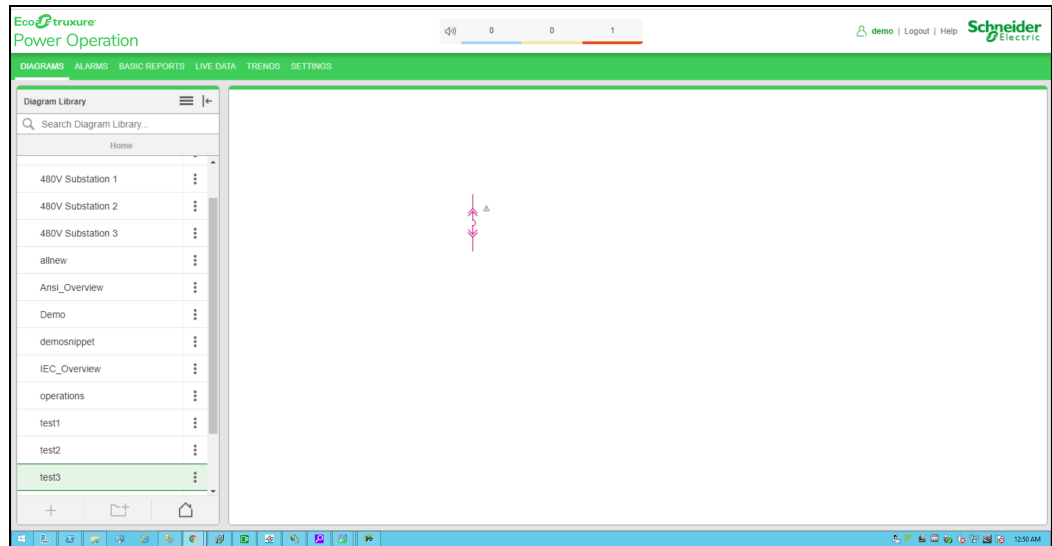 EcoStruxure
Power Operation
0 0 1
demo | Logout | Help
Schneider
Electric
DIAGRAMS ALARMS BASIC REPORTS LIVE DATA TRENDS SETTINGS
Diagram Library
Search Diagram Library...
Home
480V Substation 1
480V Substation 2
480V Substation 3
allnew
Ansi_Overview
Demo
demosnippet
IEC_Overview
operations
test1
test2
test3
12:50 AM